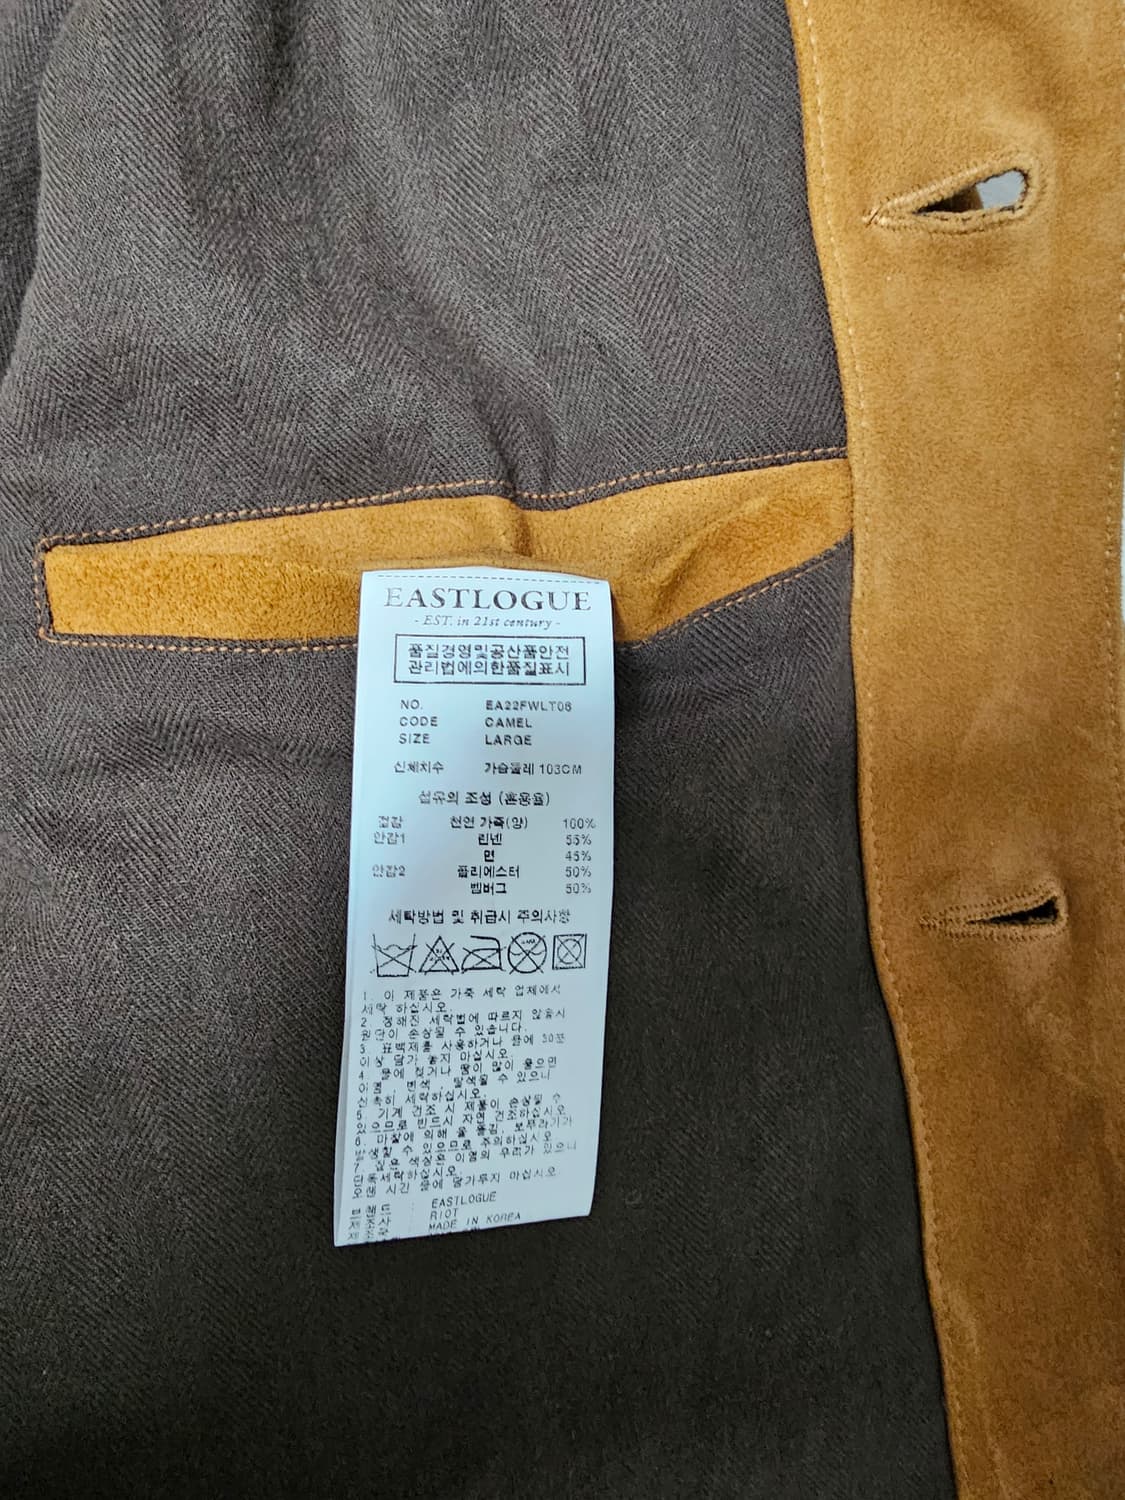 EASTLOGUE
- EST. in 21st century -
품질경영및공산품안전
관리법에의한품질표시
NO. EA22FWLT06
CODE CAMEL
SIZE LARGE
신체치수 가슴둘레 103CM
섬유의 조성 (혼용율)
겉감 천연 가죽(양) 100%
안감1 린넨 55%
면 45%
안감2 폴리에스터 50%
벰버그 50%
세탁방법 및 취급시 주의사항
1. 이 제품은 가죽 세탁 업체에서
세탁 하십시오.
2. 정해진 세탁법에 따르지 않을시
원단이 손상될 수 있습니다.
3. 표백제를 사용하거나 물에 30분
이상 담가 놓지 마십시오.
4. 물에 젖거나 땀이 많이 묻으면
이염, 변색, 탈색될 수 있으니
신속히 세탁하십시오.
5. 기계 건조 시 제품이 손상될 수
있으므로 반드시 자연 건조하십시오.
6. 마찰에 의해 올 풀림, 보푸라기가
발생할 수 있으므로 주의하십시오.
7. 짙은 색상은 이염의 우려가 있으니
단독세탁하십시오.
오랜 시간 물에 담가두지 마십시오.
브랜드 : EASTLOGUE
제조사 : RIOT
제조국 : MADE IN KOREA